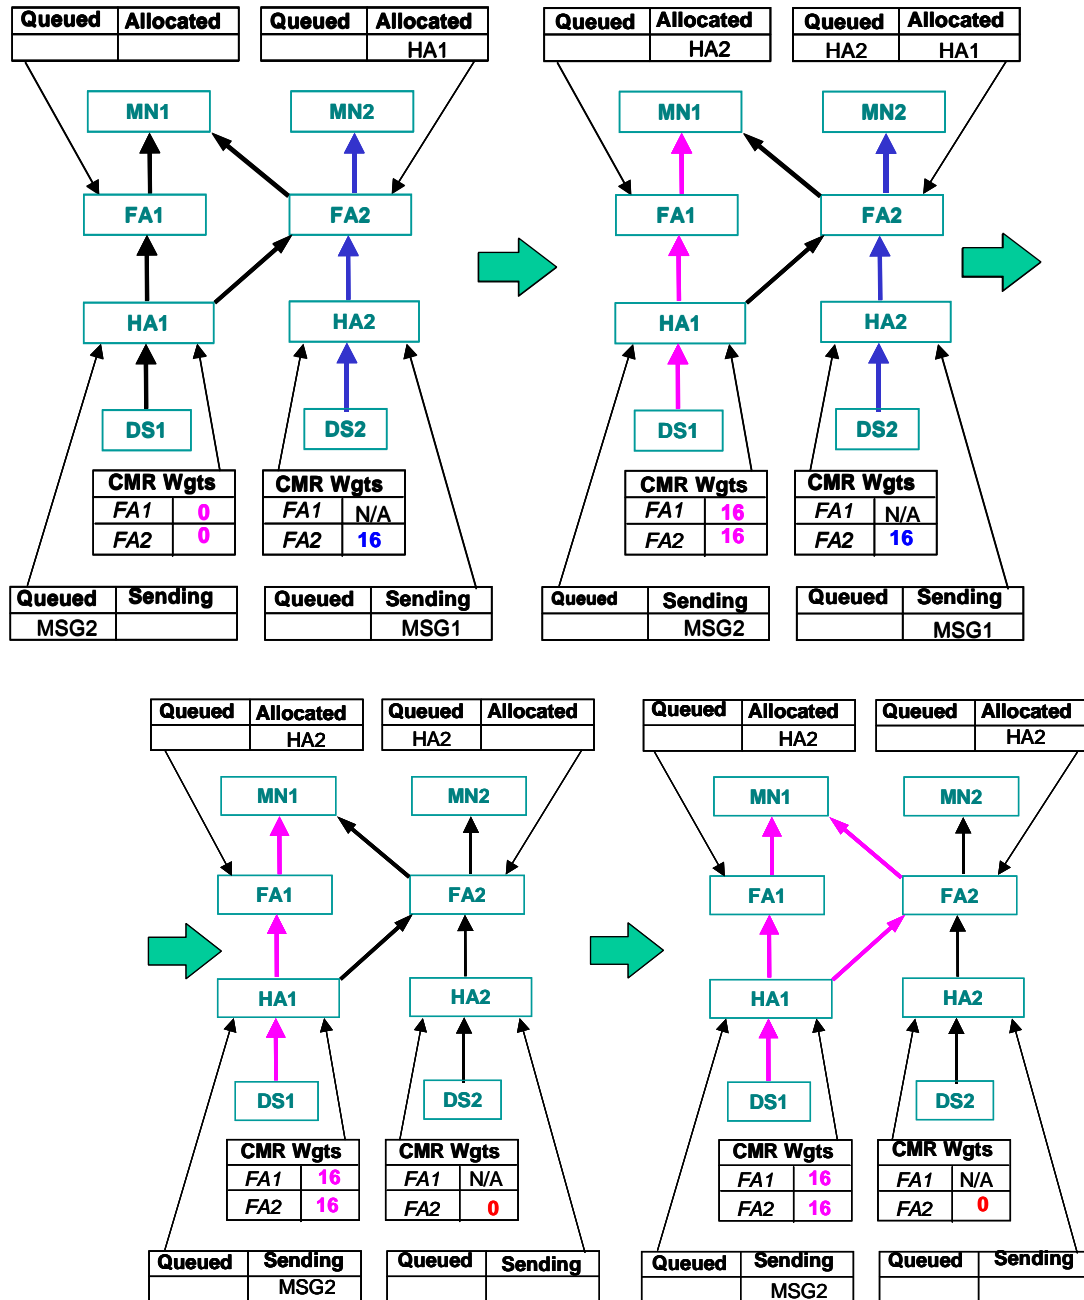 Queued Allocated Queued Allocated Queued Allocated Queued Allocated
HA1 HA2 HA2 HA1
MN1 MN2 MN1 MN2
FA1 FA2 FA1 FA2
HA1 HA2 HA1 HA2
DS1 DS2 DS1 DS2
CMR Wgts CMR Wgts CMR Wgts CMR Wgts
FA1 0 FA1 N/A FA1 16 FA1 N/A
FA2 0 FA2 16 FA2 16 FA2 16
Queued Sending Queued Sending Queued Sending Queued Sending
MSG2 MSG1 MSG2 MSG1
Queued Allocated Queued Allocated Queued Allocated Queued Allocated
HA2 HA2 HA2 HA2
MN1 MN2 MN1 MN2
FA1 FA2 FA1 FA2
HA1 HA2 HA1 HA2
DS1 DS2 DS1 DS2
CMR Wgts CMR Wgts CMR Wgts CMR Wgts
FA1 16 FA1 N/A FA1 16 FA1 N/A
FA2 16 FA2 0 FA2 16 FA2 0
Queued Sending Queued Sending Queued Sending Queued Sending
MSG2 MSG2